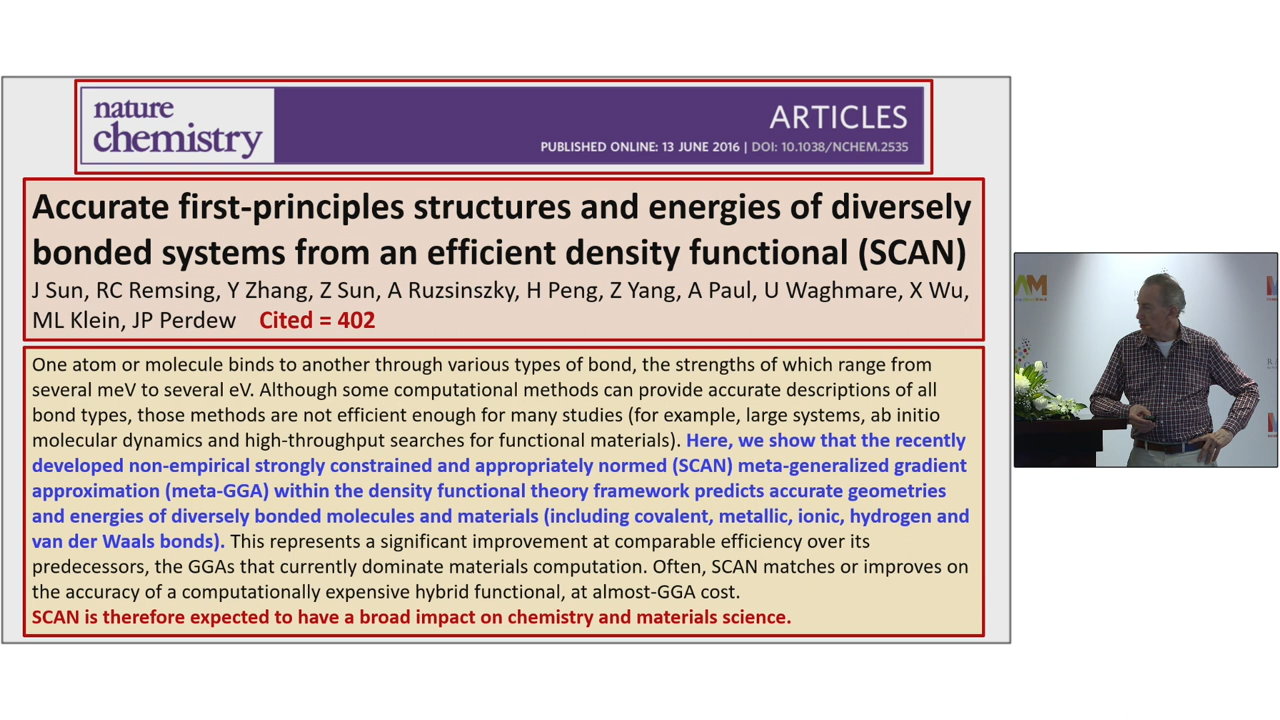 nature
chemistry
ARTICLES
PUBLISHED ONLINE: 13 JUNE 2016 | DOI: 10.1038/NCHEM.2535
Accurate first-principles structures and energies of diversely
bonded systems from an efficient density functional (SCAN)
J Sun, RC Remsing, Y Zhang, Z Sun, A Ruzsinszky, H Peng, Z Yang, A Paul, U Waghmare, X Wu,
ML Klein, JP Perdew Cited = 402
One atom or molecule binds to another through various types of bond, the strengths of which range from
several meV to several eV. Although some computational methods can provide accurate descriptions of all
bond types, those methods are not efficient enough for many studies (for example, large systems, ab initio
molecular dynamics and high-throughput searches for functional materials). Here, we show that the recently
developed non-empirical strongly constrained and appropriately normed (SCAN) meta-generalized gradient
approximation (meta-GGA) within the density functional theory framework predicts accurate geometries
and energies of diversely bonded molecules and materials (including covalent, metallic, ionic, hydrogen and
van der Waals bonds). This represents a significant improvement at comparable efficiency over its
predecessors, the GGAs that currently dominate materials computation. Often, SCAN matches or improves on
the accuracy of a computationally expensive hybrid functional, at almost-GGA cost.
SCAN is therefore expected to have a broad impact on chemistry and materials science.